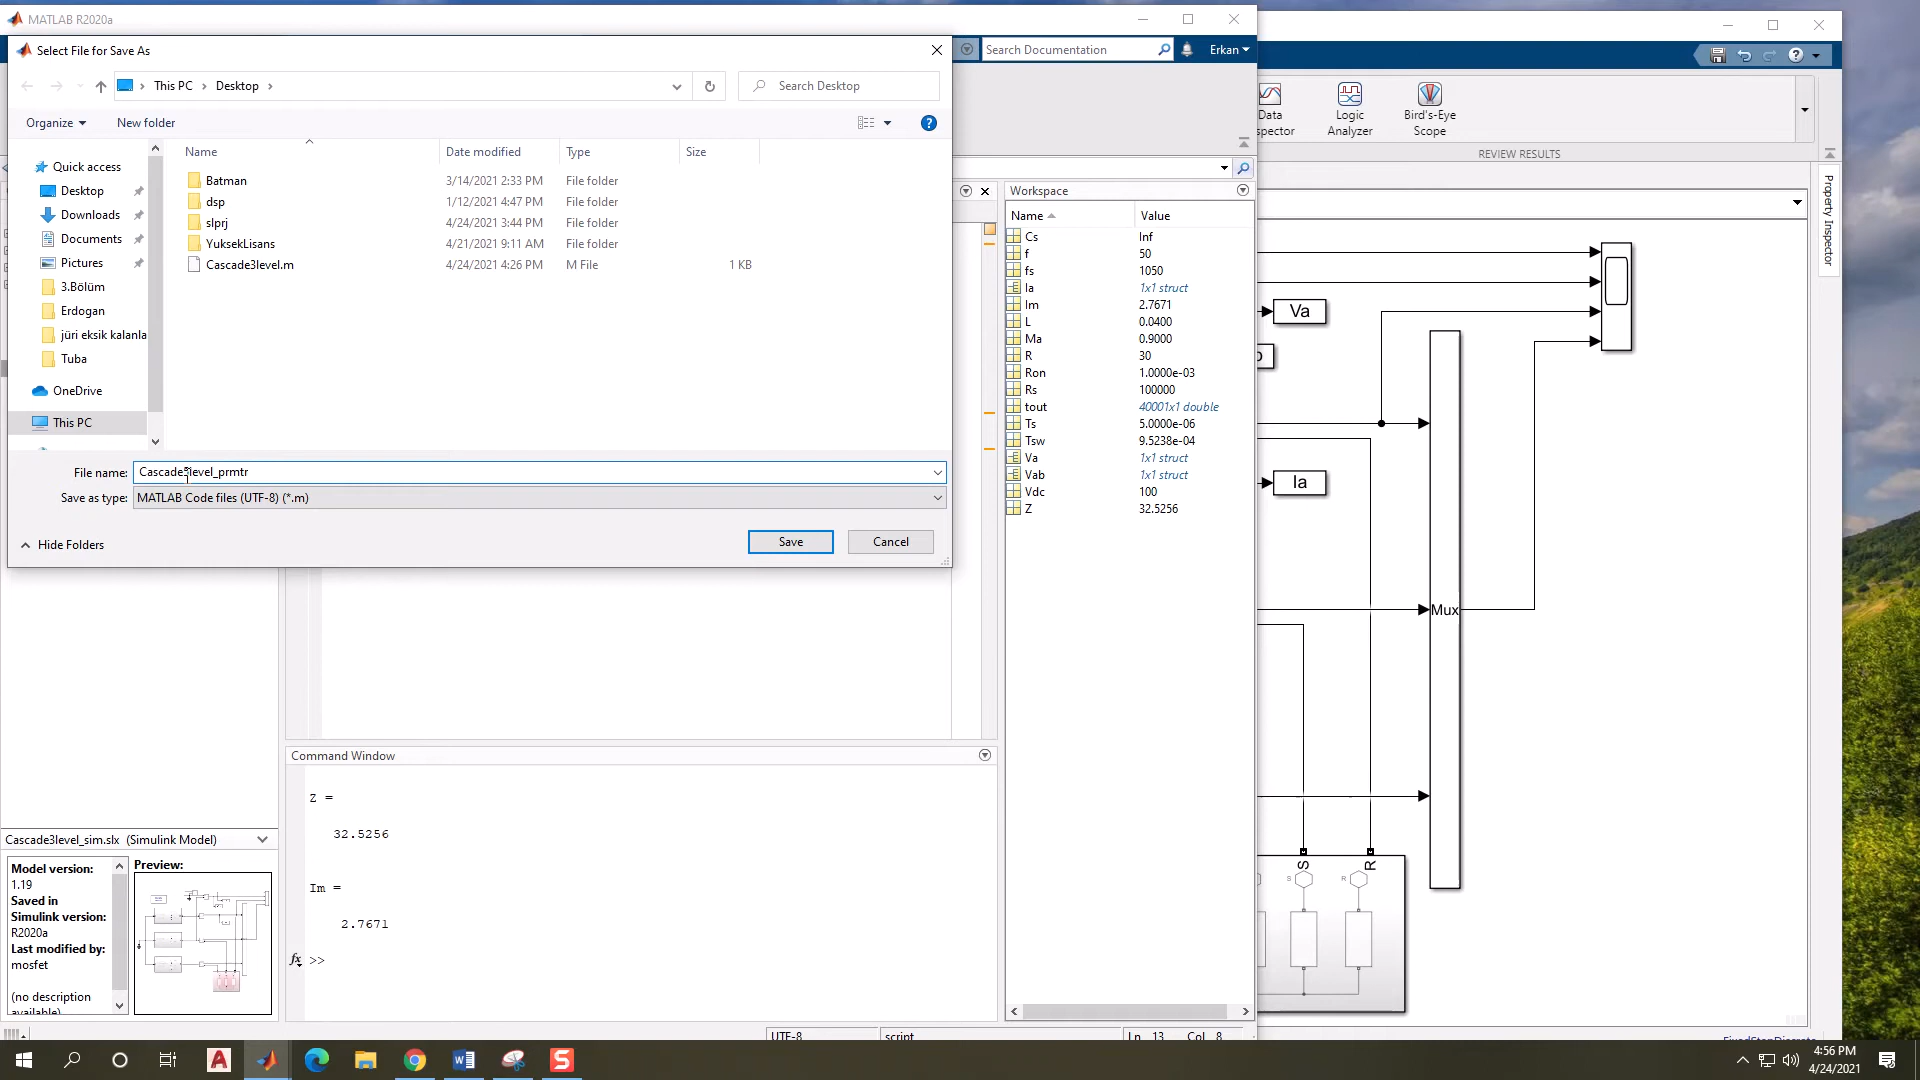 MATLAB R2020a
Select File for Save As
This PC
Desktop
Search Desktop
Search Documentation
Erkan
Organize
New folder
Name
Date modified
Type
Size
Quick access
Desktop
Downloads
Documents
Pictures
3.Bölüm
Erdogan
jüri eksik kalanla
Tuba
OneDrive
This PC
Batman 3/14/2021 2:33 PM File folder
dsp 1/12/2021 4:47 PM File folder
slprj 4/24/2021 3:44 PM File folder
YuksekLisans 4/21/2021 9:11 AM File folder
Cascade3level.m 4/24/2021 4:26 PM M File 1 KB
File name: Cascade3level_prmtr
Save as type: MATLAB Code files (UTF-8) (*.m)
Hide Folders
Save
Cancel
Workspace
Name Value
Cs Inf
f 50
fs 1050
Ia 1x1 struct
Im 2.7671
L 0.0400
Ma 0.9000
R 30
Ron 1.0000e-03
Rs 100000
tout 40001x1 double
Ts 5.0000e-06
Tsw 9.5238e-04
Va 1x1 struct
Vab 1x1 struct
Vdc 100
Z 32.5256
Command Window
Z =
32.5256
Im =
2.7671
fx >>
Cascade3level_sim.slx (Simulink Model)
Model version:
1.19
Saved in
Simulink version:
R2020a
Last modified by:
mosfet
(no description
available)
Preview:
UTF-8
script
Ln 13 Col 8
Data
spector
Logic
Analyzer
Bird's-Eye
Scope
REVIEW RESULTS
Property Inspector
Va
Ia
Mux
S
R
S
R
FixedStepDiscrete
4:56 PM
4/24/2021